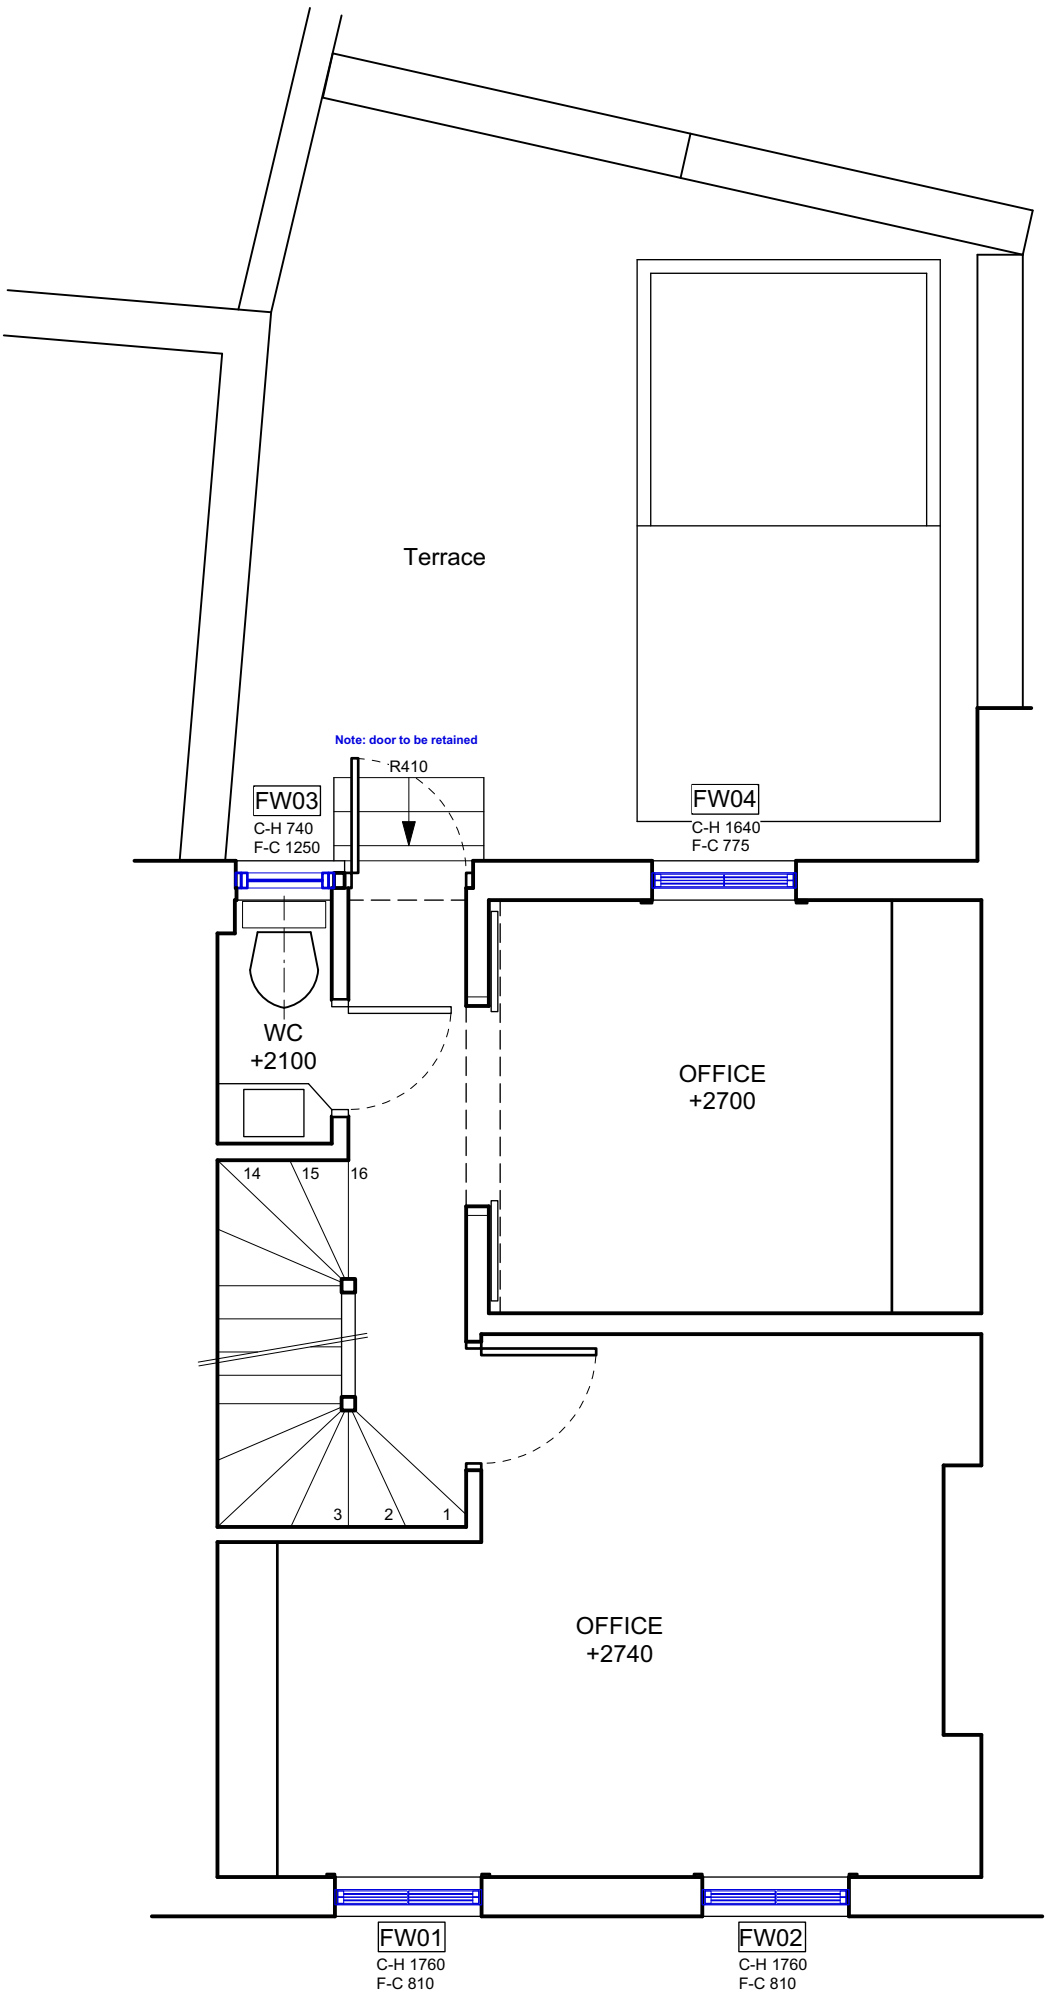 Terrace
Note: door to be retained
R410
FW03
C-H 740
F-C 1250
FW04
C-H 1640
F-C 775
WC
+2100
OFFICE
+2700
14
15
16
3
2
1
OFFICE
+2740
FW01
C-H 1760
F-C 810
FW02
C-H 1760
F-C 810